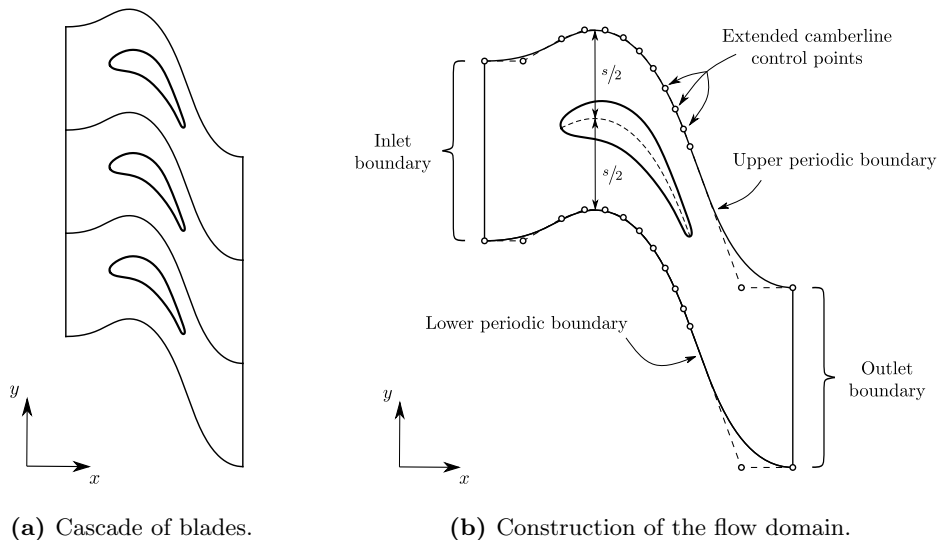 y
x
(a) Cascade of blades.
Extended camberline
control points
s/2
Inlet
boundary
s/2
Upper periodic boundary
Lower periodic boundary
Outlet
boundary
y
x
(b) Construction of the flow domain.